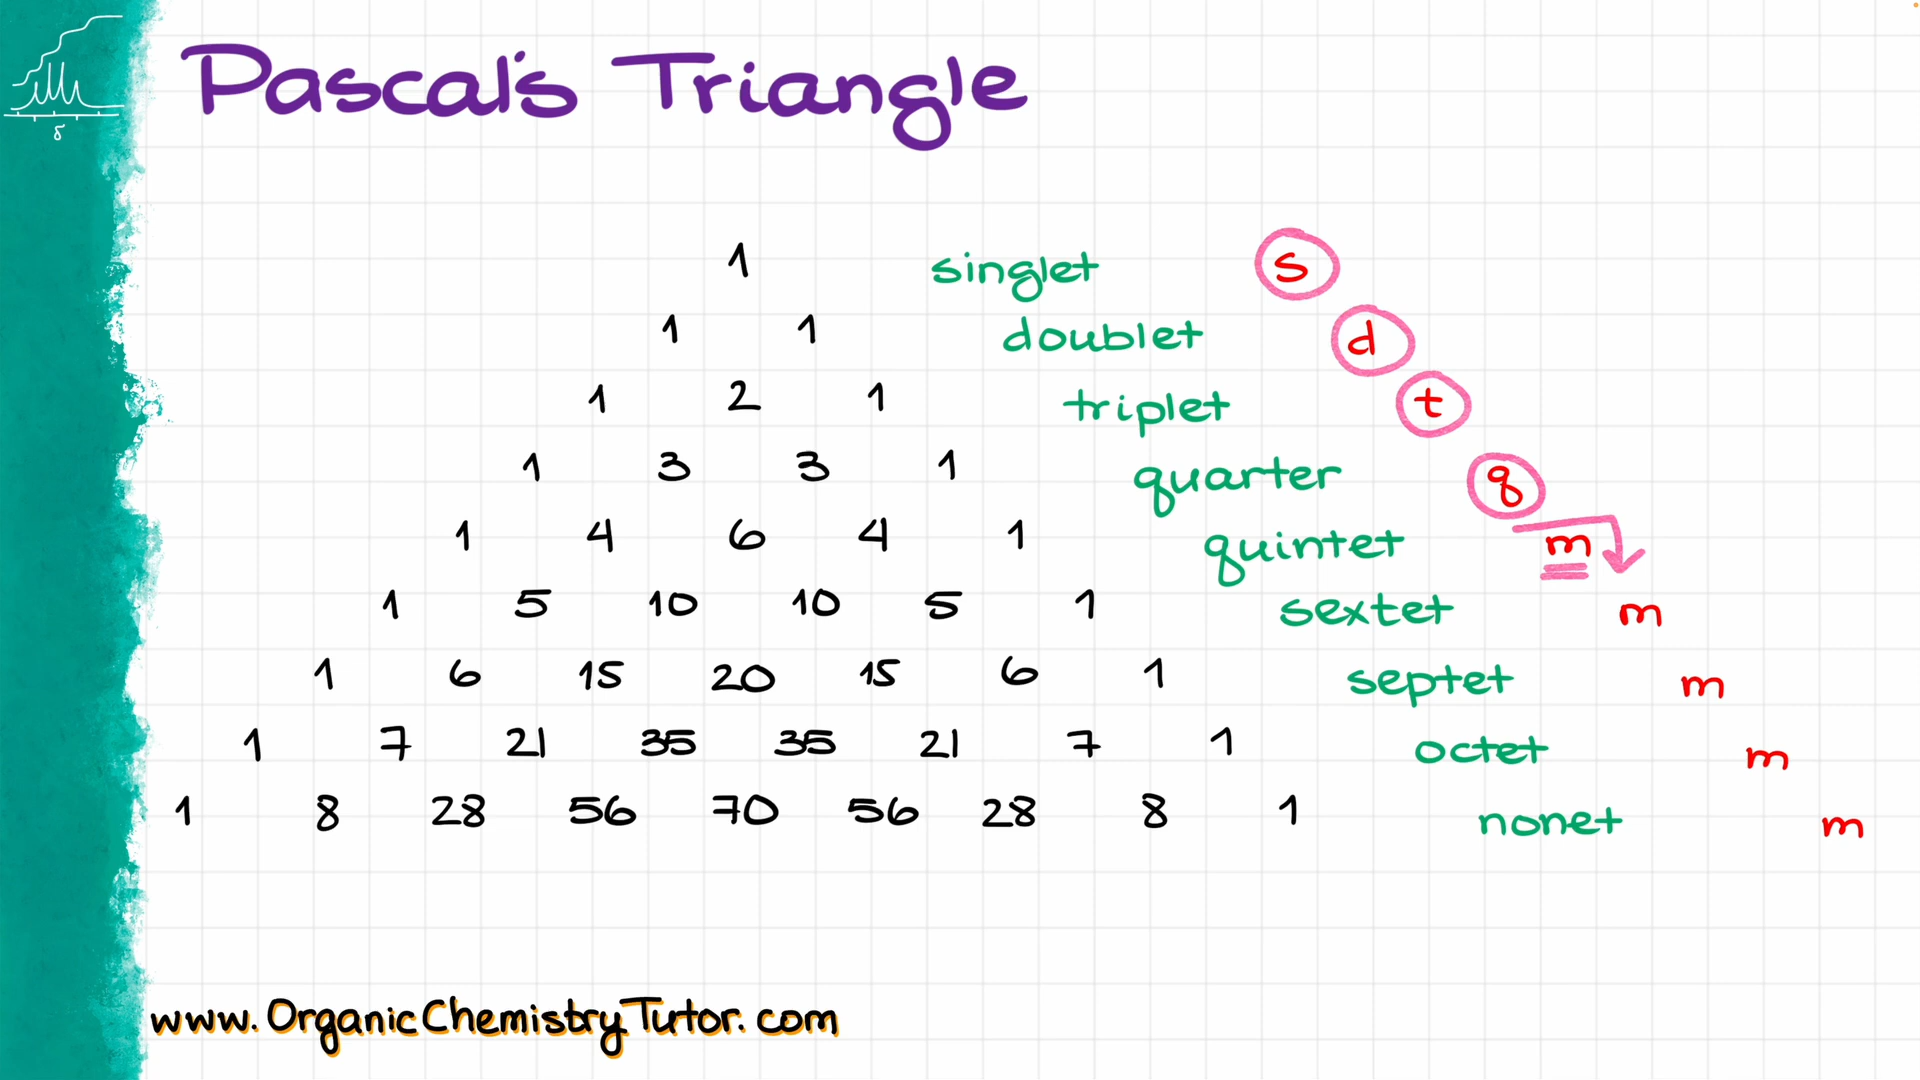 δ
Pascal's Triangle
1 singlet s
1 1 doublet d
1 2 1 triplet t
1 3 3 1 quarter q
1 4 6 4 1 quintet m
1 5 10 10 5 1 sextet m
1 6 15 20 15 6 1 septet m
1 7 21 35 35 21 7 1 octet m
1 8 28 56 70 56 28 8 1 nonet m
www.OrganicChemistryTutor.com